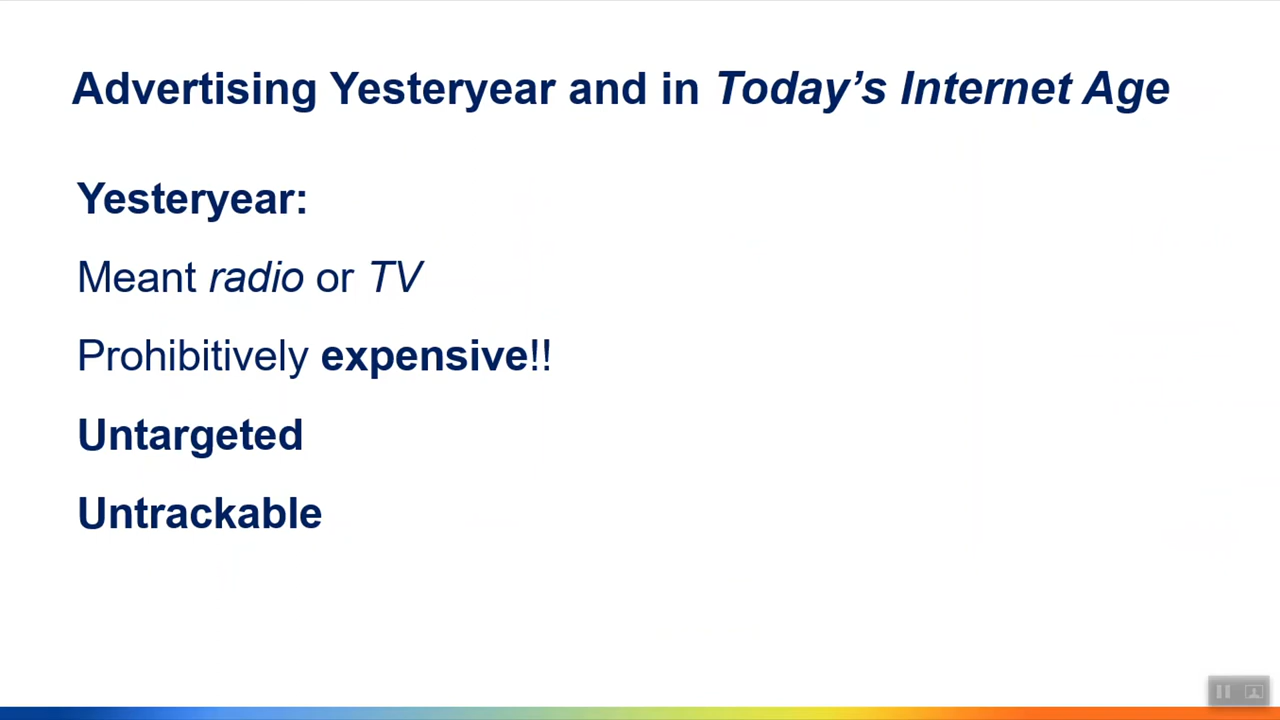 Advertising Yesteryear and in Today’s Internet Age
Yesteryear:
Meant radio or TV
Prohibitively expensive!!
Untargeted
Untrackable